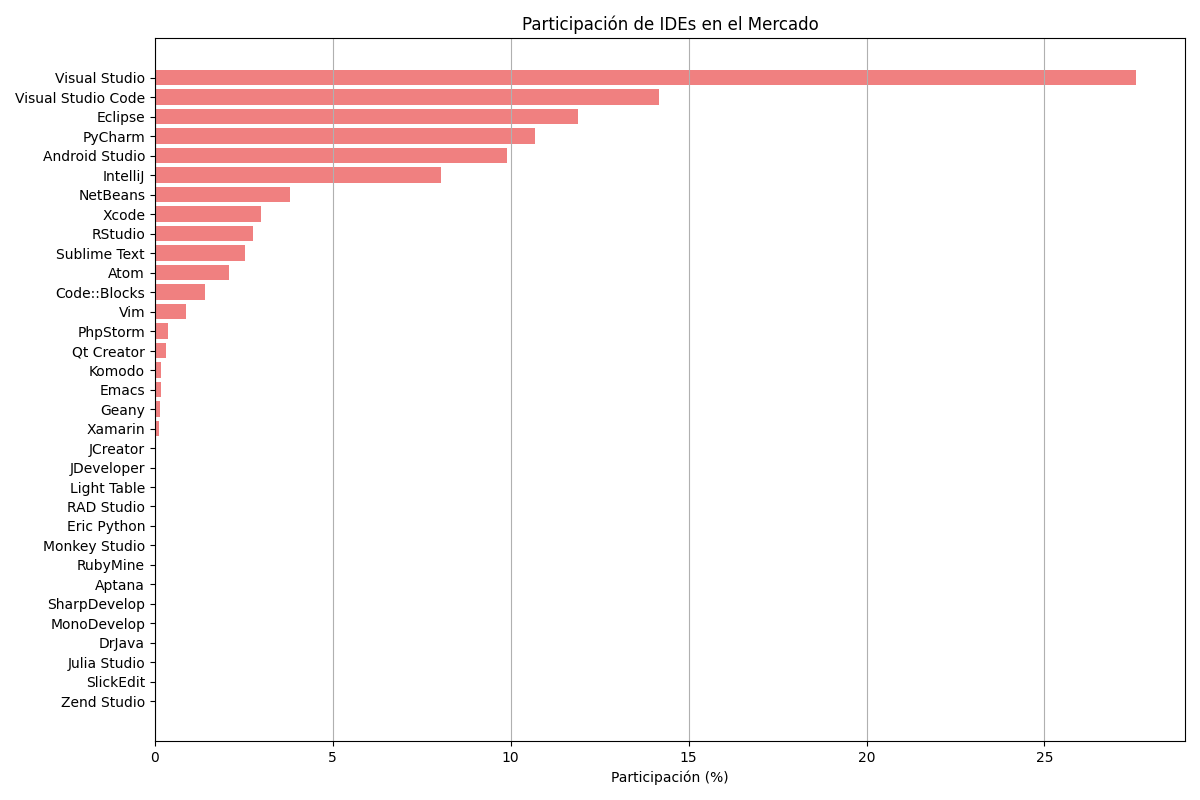 Participación de IDEs en el Mercado
Visual Studio
Visual Studio Code
Eclipse
PyCharm
Android Studio
IntelliJ
NetBeans
Xcode
RStudio
Sublime Text
Atom
Code::Blocks
Vim
PhpStorm
Qt Creator
Komodo
Emacs
Geany
Xamarin
JCreator
JDeveloper
Light Table
RAD Studio
Eric Python
Monkey Studio
RubyMine
Aptana
SharpDevelop
MonoDevelop
DrJava
Julia Studio
SlickEdit
Zend Studio
0 5 10 15 20 25
Participación (%)